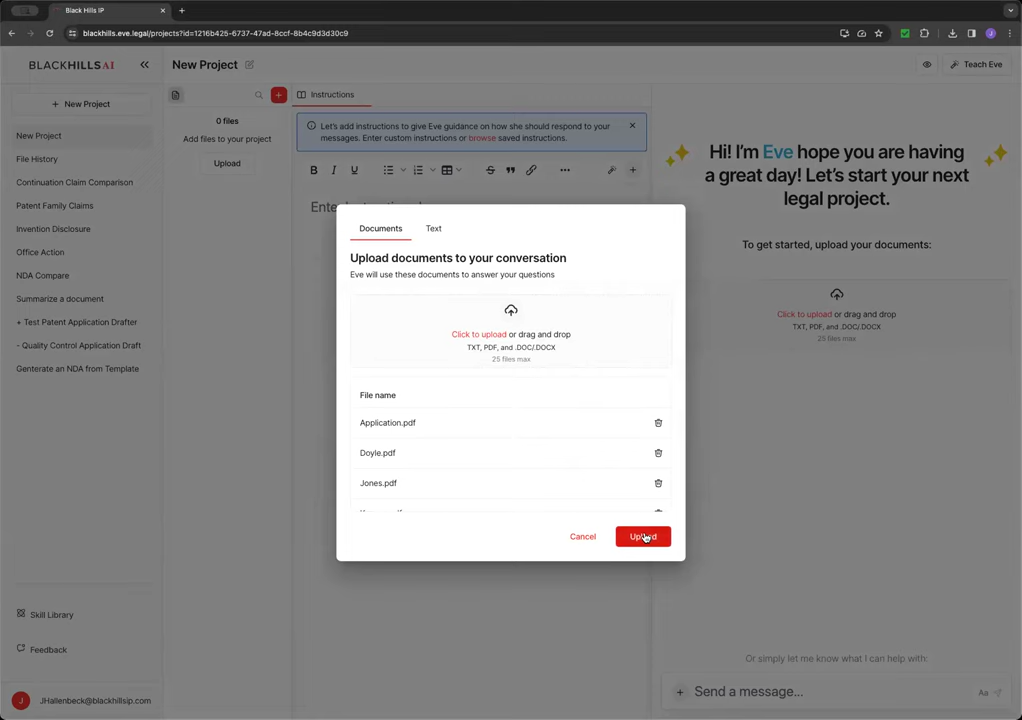 Black Hills IP
blackhills.eve.legal/projects?id=1216b425-6737-47ad-8ccf-8b4c9d3d30c9
J
BLACKHILLSAI
New Project
Teach Eve
+ New Project
New Project
File History
Continuation Claim Comparison
Patent Family Claims
Invention Disclosure
Office Action
NDA Compare
Summarize a document
+ Test Patent Application Drafter
- Quality Control Application Draft
Genterate an NDA from Template
Skill Library
Feedback
J
JHallenbeck@blackhillsip.com
0 files
Add files to your project
Upload
Instructions
Let's add instructions to give Eve guidance on how she should respond to your
messages. Enter custom instructions or browse saved instructions.
B I U S
Documents
Text
Upload documents to your conversation
Eve will use these documents to answer your questions
Click to upload or drag and drop
TXT, PDF, and .DOC/.DOCX
25 files max
File name
Application.pdf
Doyle.pdf
Jones.pdf
Cancel
Upload
Hi! I'm Eve hope you are having
a great day! Let's start your next
legal project.
To get started, upload your documents:
Click to upload or drag and drop
TXT, PDF, and .DOC/.DOCX
25 files max
Or simply let me know what I can help with:
+ Send a message...
Aa